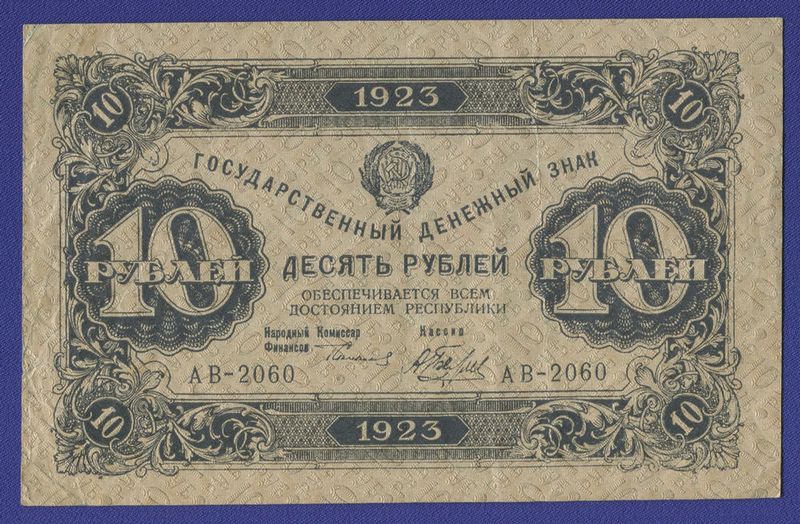 1923
10 10
ГОСУДАРСТВЕННЫЙ ДЕНЕЖНЫЙ ЗНАК
10 РУБЛЕЙ
10 РУБЛЕЙ
ДЕСЯТЬ РУБЛЕЙ
ОБЕСПЕЧИВАЕТСЯ ВСЕМ
ДОСТОЯНИЕМ РЕСПУБЛИКИ
Народный Комиссар
Финансов
Кассир
АВ-2060 АВ-2060
10 10
1923